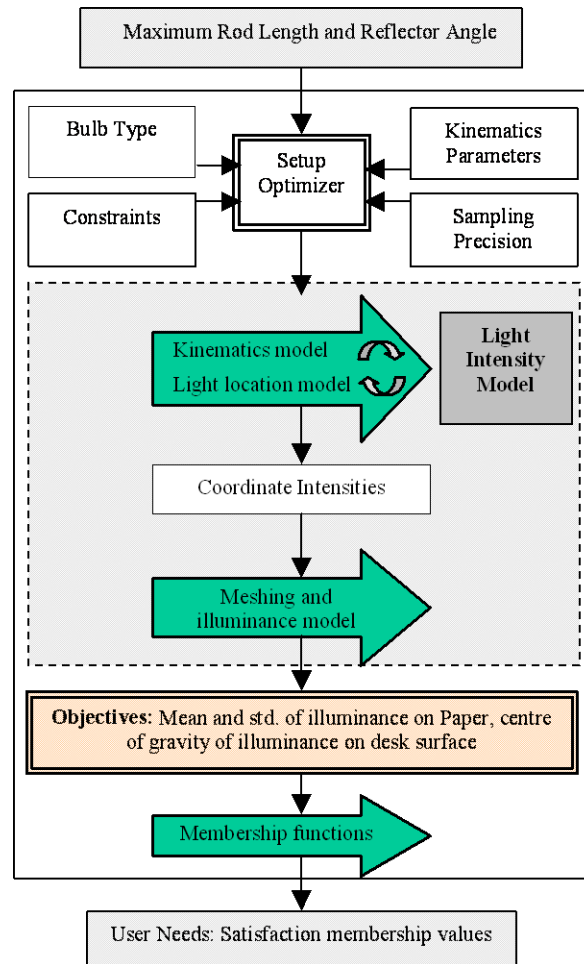 Maximum Rod Length and Reflector Angle
Bulb Type
Setup
Optimizer
Kinematics
Parameters
Constraints
Sampling
Precision
Kinematics model
Light location model
Light
Intensity
Model
Coordinate Intensities
Meshing and
illuminance model
Objectives: Mean and std. of illuminance on Paper, centre
of gravity of illuminance on desk surface
Membership functions
User Needs: Satisfaction membership values